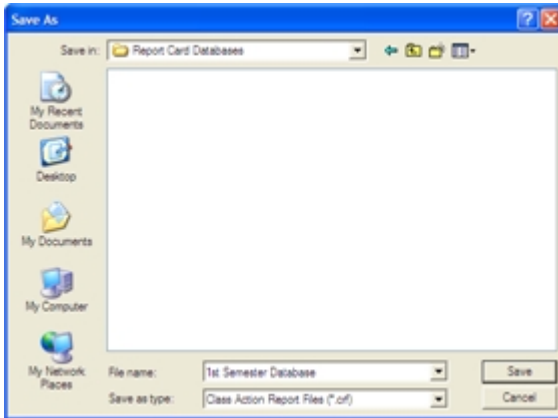 Save As
Save in: Report Card Databases
My Recent
Documents
Desktop
My Documents
My Computer
My Network
Places
File name: 1st Semester Database
Save
Save as type: Class Action Report Files (*.crf)
Cancel